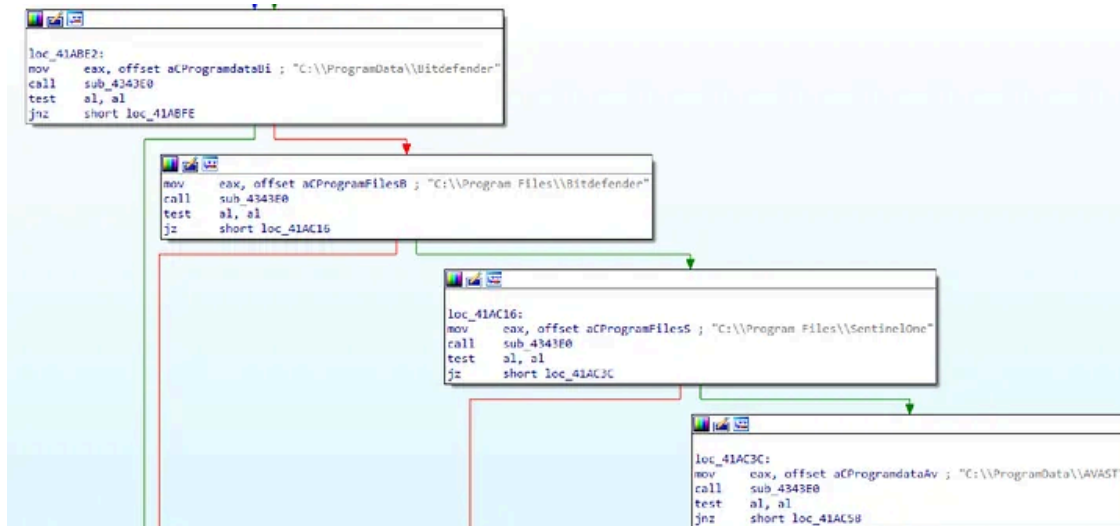 loc_41ABE2:
mov     eax, offset aCProgramdataBi ; "C:\\ProgramData\\Bitdefender"
call    sub_4343E0
test    al, al
jnz     short loc_41ABFE
mov     eax, offset aCProgramFilesB ; "C:\\Program Files\\Bitdefender"
call    sub_4343E0
test    al, al
jz      short loc_41AC16
loc_41AC16:
mov     eax, offset aCProgramFilesS ; "C:\\Program Files\\SentinelOne"
call    sub_4343E0
test    al, al
jz      short loc_41AC3C
loc_41AC3C:
mov     eax, offset aCProgramdataAv ; "C:\\ProgramData\\AVAST
call    sub_4343E0
test    al, al
jnz     short loc_41AC5B